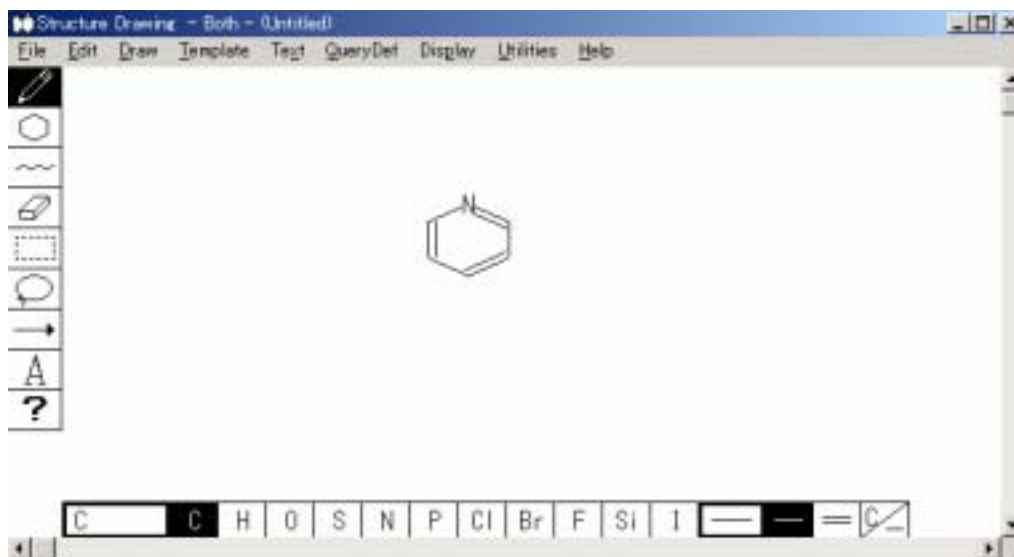 Structure Drawing - Both - (Untitled)
File Edit Draw Template Text QueryDef Display Utilities Help
N
A
?
C C H O S N P Cl Br F Si I C